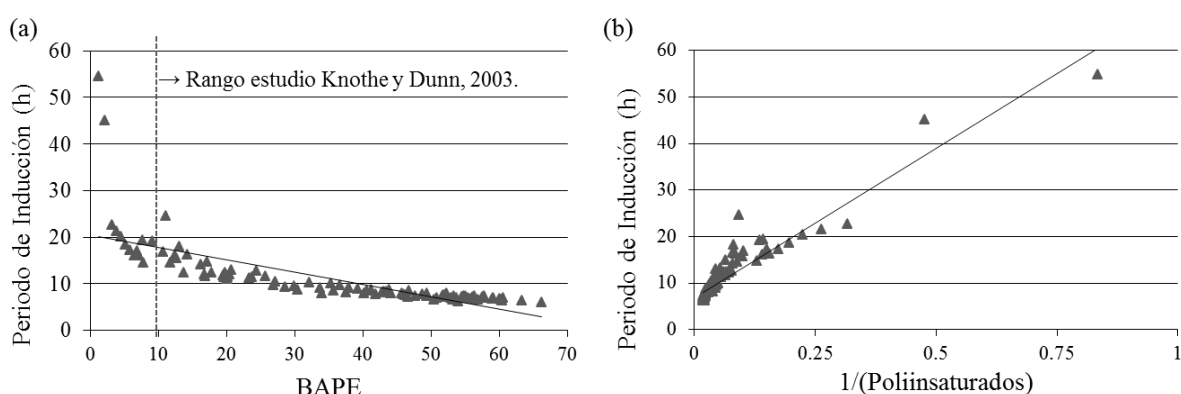 (a)
60
50
40
30
20
10
0
Periodo de Inducción (h)
→ Rango estudio Knothe y Dunn, 2003.
0 10 20 30 40 50 60 70
BAPE
(b)
60
50
40
30
20
10
0
Periodo de Inducción (h)
0 0.25 0.5 0.75 1
1/(Poliinsaturados)